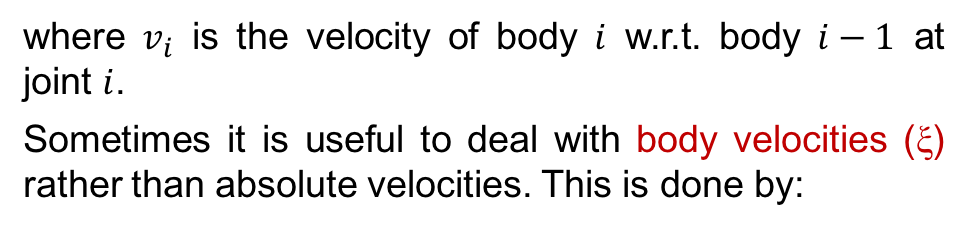 where 𝑣ᵢ is the velocity of body 𝑖 w.r.t. body 𝑖 − 1 at
joint 𝑖.
Sometimes it is useful to deal with body velocities (ξ)
rather than absolute velocities. This is done by: